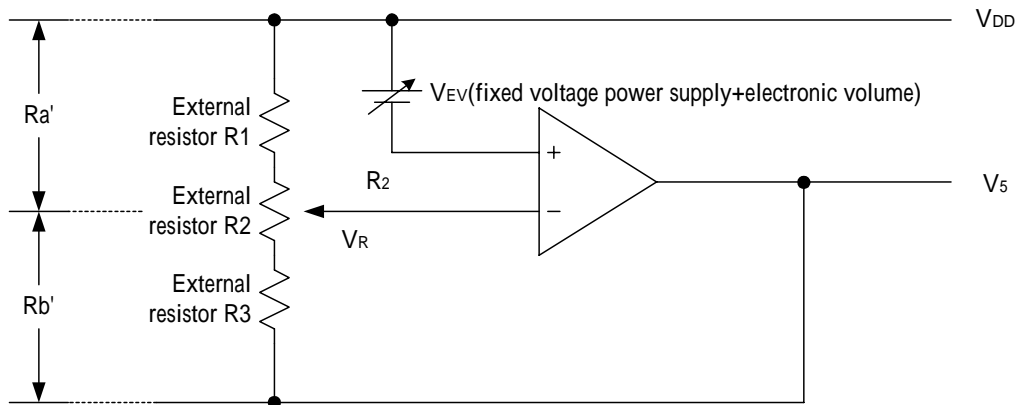 VDD
VEV(fixed voltage power supply+electronic volume)
Ra'
External
resistor R1
+
R2
External
resistor R2
V5
−
VR
External
resistor R3
Rb'